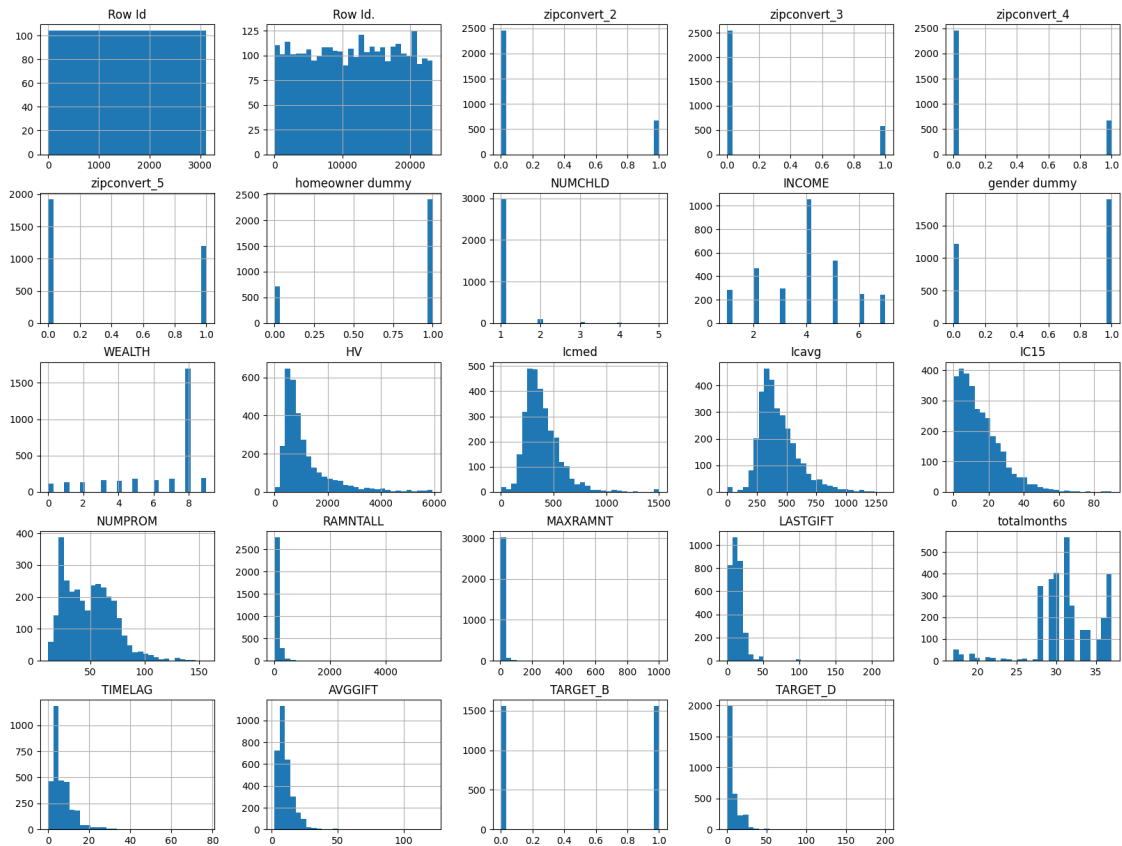 Row Id
Row Id.
zipconvert_2
zipconvert_3
zipconvert_4
100
80
60
40
20
0
0 1000 2000 3000
125
100
75
50
25
0
0 10000 20000
2500
2000
1500
1000
500
0
0.0 0.2 0.4 0.6 0.8 1.0
2500
2000
1500
1000
500
0
0.0 0.2 0.4 0.6 0.8 1.0
2500
2000
1500
1000
500
0
0.0 0.2 0.4 0.6 0.8 1.0
zipconvert_5
homeowner dummy
NUMCHLD
INCOME
gender dummy
2000
1500
1000
500
0
0.0 0.2 0.4 0.6 0.8 1.0
2500
2000
1500
1000
500
0
0.00 0.25 0.50 0.75 1.00
3000
2000
1000
0
1 2 3 4 5
1000
800
600
400
200
0
2 4 6
1500
1000
500
0
0.0 0.2 0.4 0.6 0.8 1.0
WEALTH
HV
Icmed
Icavg
IC15
1500
1000
500
0
0 2 4 6 8
600
400
200
0
0 2000 4000 6000
500
400
300
200
100
0
0 500 1000 1500
400
300
200
100
0
0 250 500 750 1000 1250
400
300
200
100
0
0 20 40 60 80
NUMPROM
RAMNTALL
MAXRAMNT
LASTGIFT
totalmonths
400
300
200
100
0
50 100 150
2500
2000
1500
1000
500
0
0 2000 4000
3000
2000
1000
0
0 200 400 600 800 1000
1000
800
600
400
200
0
0 50 100 150 200
500
400
300
200
100
0
20 25 30 35
TIMELAG
AVGGIFT
TARGET_B
TARGET_D
1000
750
500
250
0
0 20 40 60 80
1000
800
600
400
200
0
0 50 100
1500
1000
500
0
0.0 0.2 0.4 0.6 0.8 1.0
2000
1500
1000
500
0
0 50 100 150 200